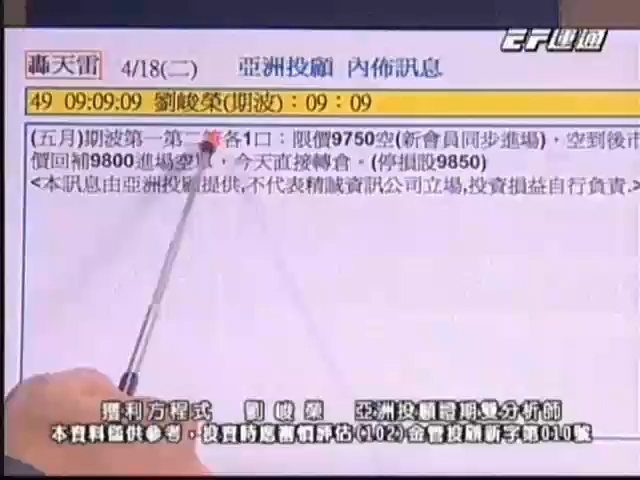 EF運通
轟天雷 4/18(二) 亞洲投顧 內佈訊息
49 09:09:09 劉峻榮(期波)：09：09
(五月)期波第一第二筆各1口：限價9750空(新會員同步進場)，空到後市
價回補9800進場空單，今天直接轉倉。(停損股9850)
<本訊息由亞洲投顧提供,不代表精誠資訊公司立場,投資損益自行負責.>
獲利方程式 劉峻榮 亞洲投顧證期雙分析師
本資料僅供參考，投資時應審慎評估(102)金管投顧新字第010號